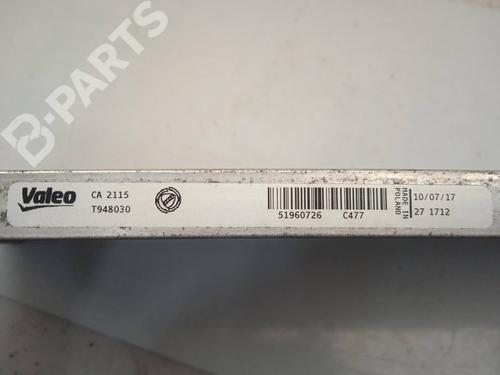 B-PARTS
Valeo
CA 2115
T948030
51960726 C477
MADE IN
POLAND
10/07/17
27 1712